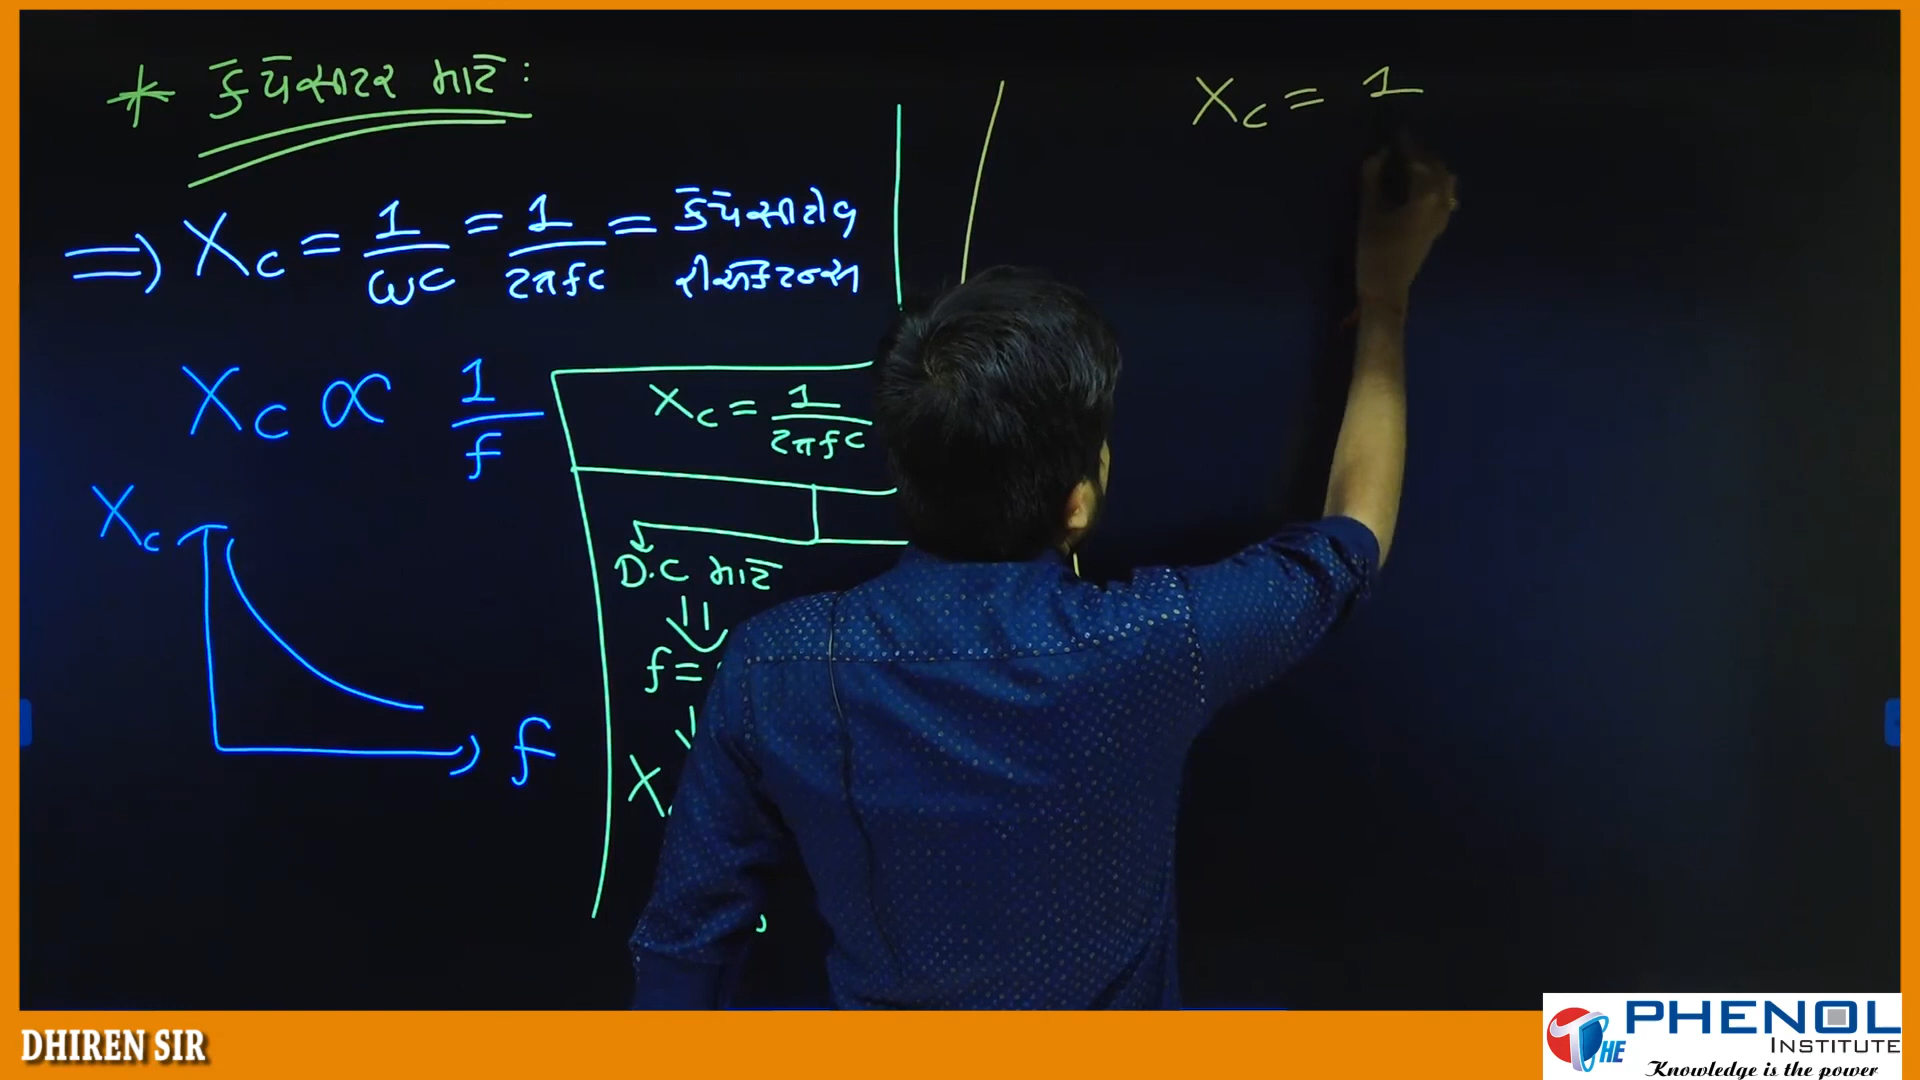 * કેપેસીટર માટે :
⇒ Xc = 1/ωc = 1/2πfc = કેપેસીટીવ
રીએક્ટન્સ
Xc ∝ 1/f
Xc
f
Xc = 1/2πfc
D.C માટે
f =
X
Xc = 1
DHIREN SIR
THE PHENOL
INSTITUTE
Knowledge is the power